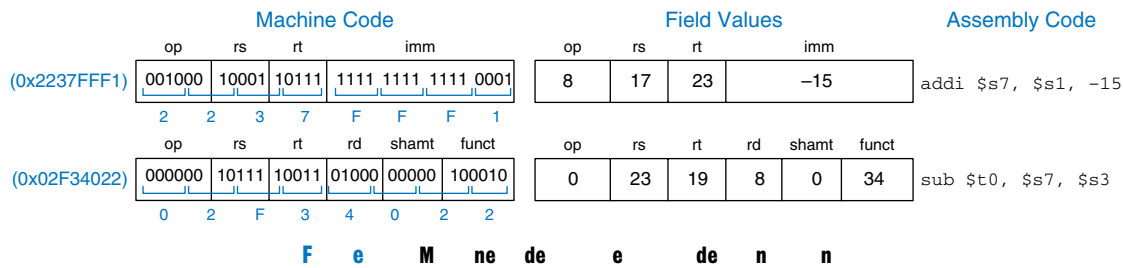 Machine Code Field Values Assembly Code
op rs rt imm op rs rt imm
(0x2237FFF1) 001000 10001 10111 1111 1111 1111 0001 8 17 23 −15 addi $s7, $s1, -15
2 2 3 7 F F F 1
op rs rt rd shamt funct op rs rt rd shamt funct
(0x02F34022) 000000 10111 10011 01000 00000 100010 0 23 19 8 0 34 sub $t0, $s7, $s3
0 2 F 3 4 0 2 2
F e M ne de e de n n